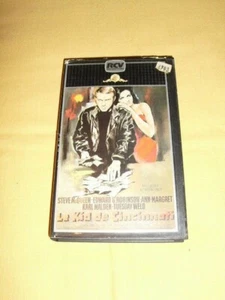 RCV
STEVE McQUEEN - EDWARD G. ROBINSON - ANN-MARGRET
KARL MALDEN - TUESDAY WELD
Le Kid de Cincinnati